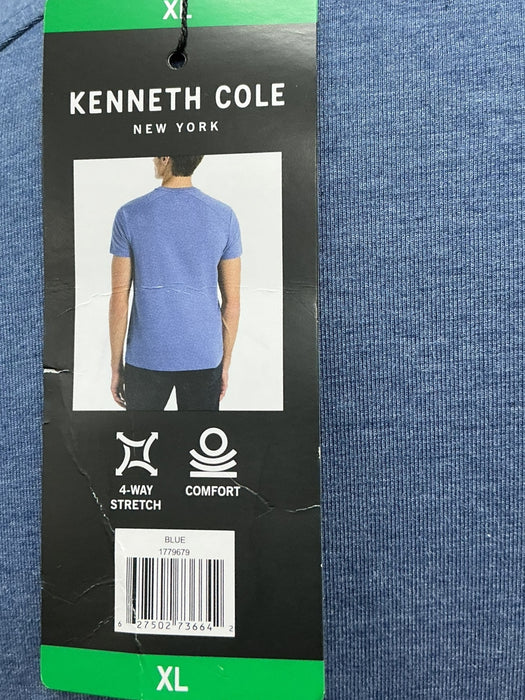 XL
KENNETH COLE
NEW YORK
4-WAY
STRETCH
COMFORT
BLUE
1779679
6 27502 73664 2
XL